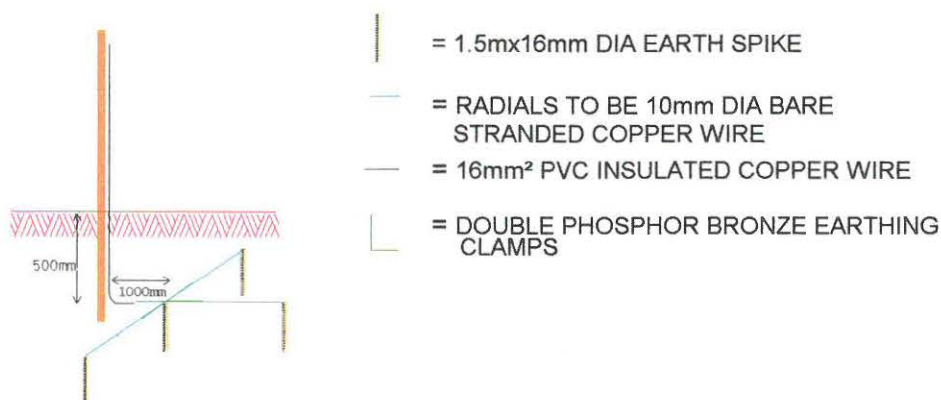 = 1.5mx16mm DIA EARTH SPIKE
= RADIALS TO BE 10mm DIA BARE
STRANDED COPPER WIRE
= 16mm² PVC INSULATED COPPER WIRE
= DOUBLE PHOSPHOR BRONZE EARTHING
CLAMPS
500mm
1000mm